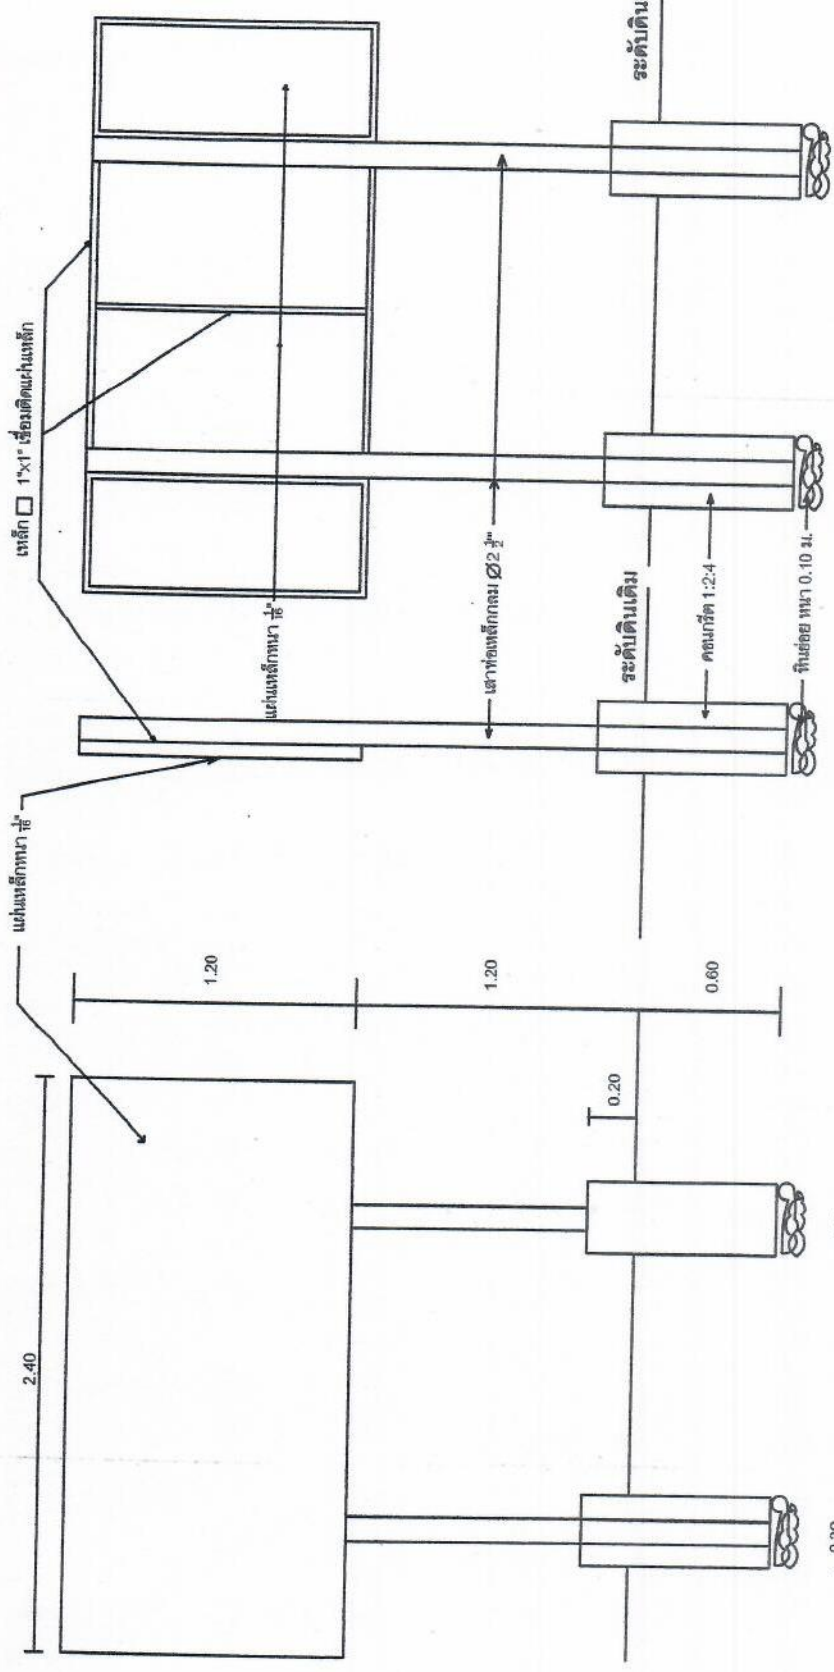 เหล็ก □ 1"x1" เชื่อมติดแผ่นเหล็ก
แผ่นเหล็กหนา 1/16"
แผ่นเหล็กหนา 1/16"
เสาท่อเหล็กกลม Ø2 1/2"
ระดับดิน
ระดับดินเดิม
คอนกรีต 1:2:4
หินย่อย หนา 0.10 ม.
2.40
1.20
1.20
0.60
0.20